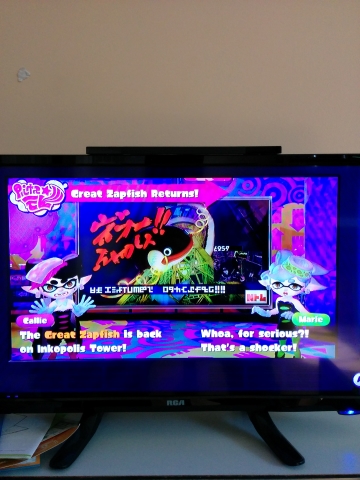 Great Zapfish Returns!
6959
Callie
Marie
The Great Zapfish is back
on Inkopolis Tower!
Whoa, for serious?!
That's a shocker!
RCA